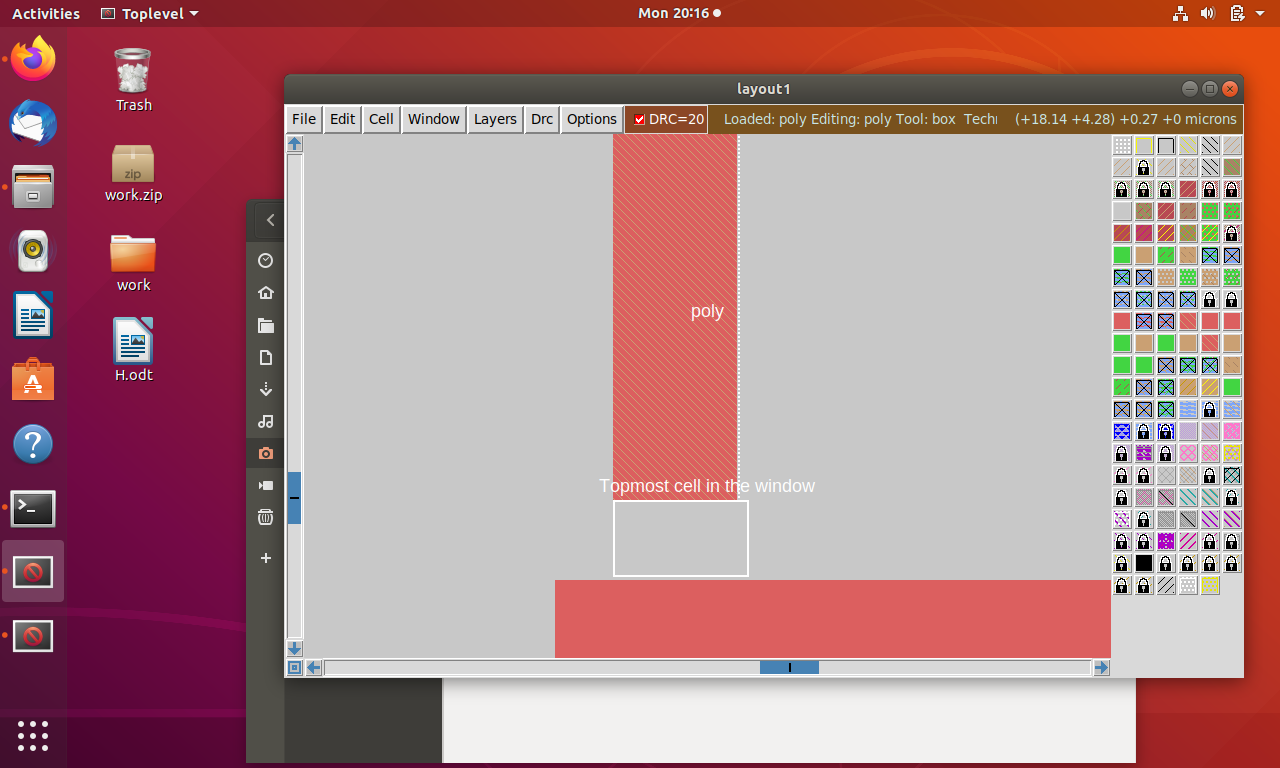 Activities Toplevel Mon 20:16
Trash
work.zip
work
H.odt
layout1
File Edit Cell Window Layers Drc Options DRC=20 Loaded: poly Editing: poly Tool: box Techn (+18.14 +4.28) +0.27 +0 microns
poly
Topmost cell in the window
zip